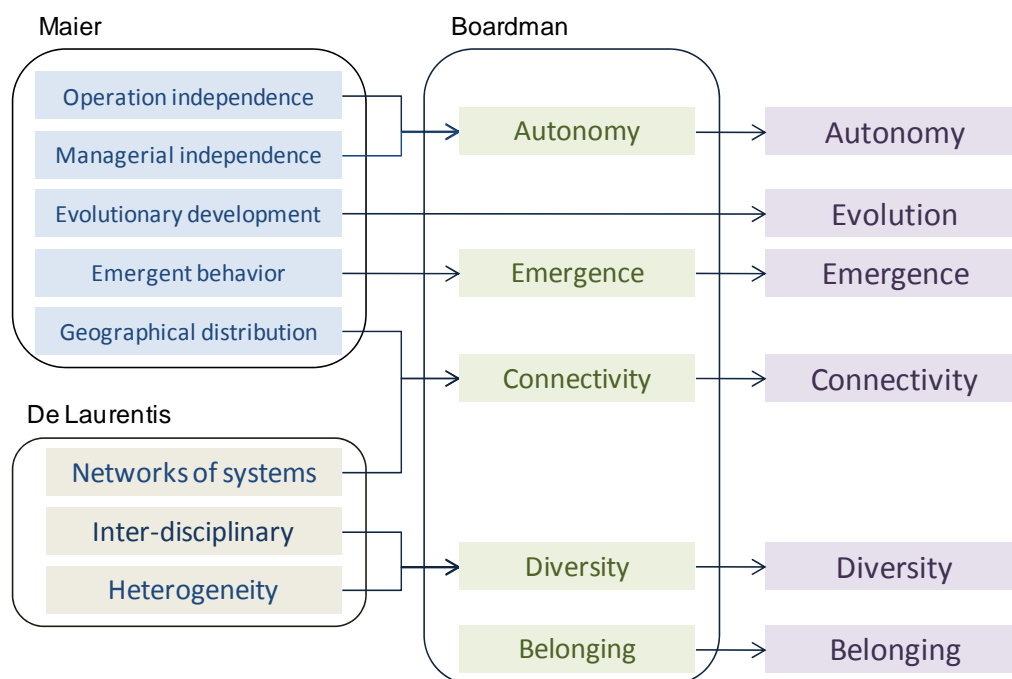 Maier
Boardman
Operation independence
Managerial independence
Evolutionary development
Emergent behavior
Geographical distribution
De Laurentis
Networks of systems
Inter-disciplinary
Heterogeneity
Autonomy
Emergence
Connectivity
Diversity
Belonging
Autonomy
Evolution
Emergence
Connectivity
Diversity
Belonging